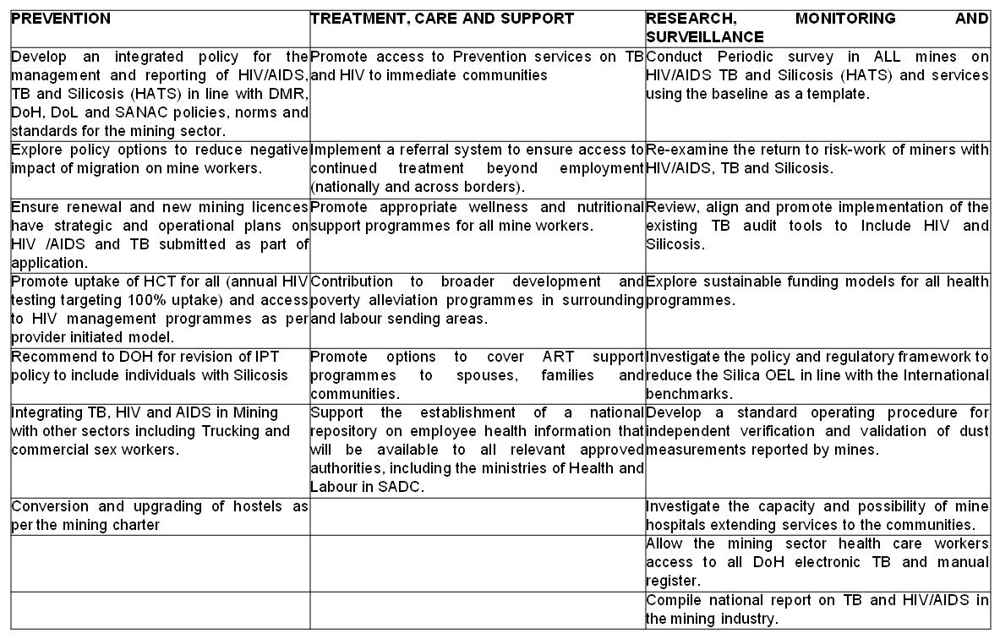 PREVENTION
TREATMENT, CARE AND SUPPORT
RESEARCH, MONITORING AND
SURVEILLANCE
Develop an integrated policy for the
management and reporting of HIV/AIDS,
TB and Silicosis (HATS) in line with DMR,
DoH, DoL and SANAC policies, norms and
standards for the mining sector.
Promote access to Prevention services on TB
and HIV to immediate communities
Conduct Periodic survey in ALL mines on
HIV/AIDS TB and Silicosis (HATS) and services
using the baseline as a template.
Explore policy options to reduce negative
impact of migration on mine workers.
Implement a referral system to ensure access to
continued treatment beyond employment
(nationally and across borders).
Re-examine the return to risk-work of miners with
HIV/AIDS, TB and Silicosis.
Ensure renewal and new mining licences
have strategic and operational plans on
HIV /AIDS and TB submitted as part of
application.
Promote appropriate wellness and nutritional
support programmes for all mine workers.
Review, align and promote implementation of the
existing TB audit tools to Include HIV and
Silicosis.
Promote uptake of HCT for all (annual HIV
testing targeting 100% uptake) and access
to HIV management programmes as per
provider initiated model.
Contribution to broader development and
poverty alleviation programmes in surrounding
and labour sending areas.
Explore sustainable funding models for all health
programmes.
Recommend to DOH for revision of IPT
policy to include individuals with Silicosis
Promote options to cover ART support
programmes to spouses, families and
communities.
Investigate the policy and regulatory framework to
reduce the Silica OEL in line with the International
benchmarks.
Integrating TB, HIV and AIDS in Mining
with other sectors including Trucking and
commercial sex workers.
Support the establishment of a national
repository on employee health information that
will be available to all relevant approved
authorities, including the ministries of Health and
Labour in SADC.
Develop a standard operating procedure for
independent verification and validation of dust
measurements reported by mines.
Conversion and upgrading of hostels as
per the mining charter
Investigate the capacity and possibility of mine
hospitals extending services to the communities.
Allow the mining sector health care workers
access to all DoH electronic TB and manual
register.
Compile national report on TB and HIV/AIDS in
the mining industry.